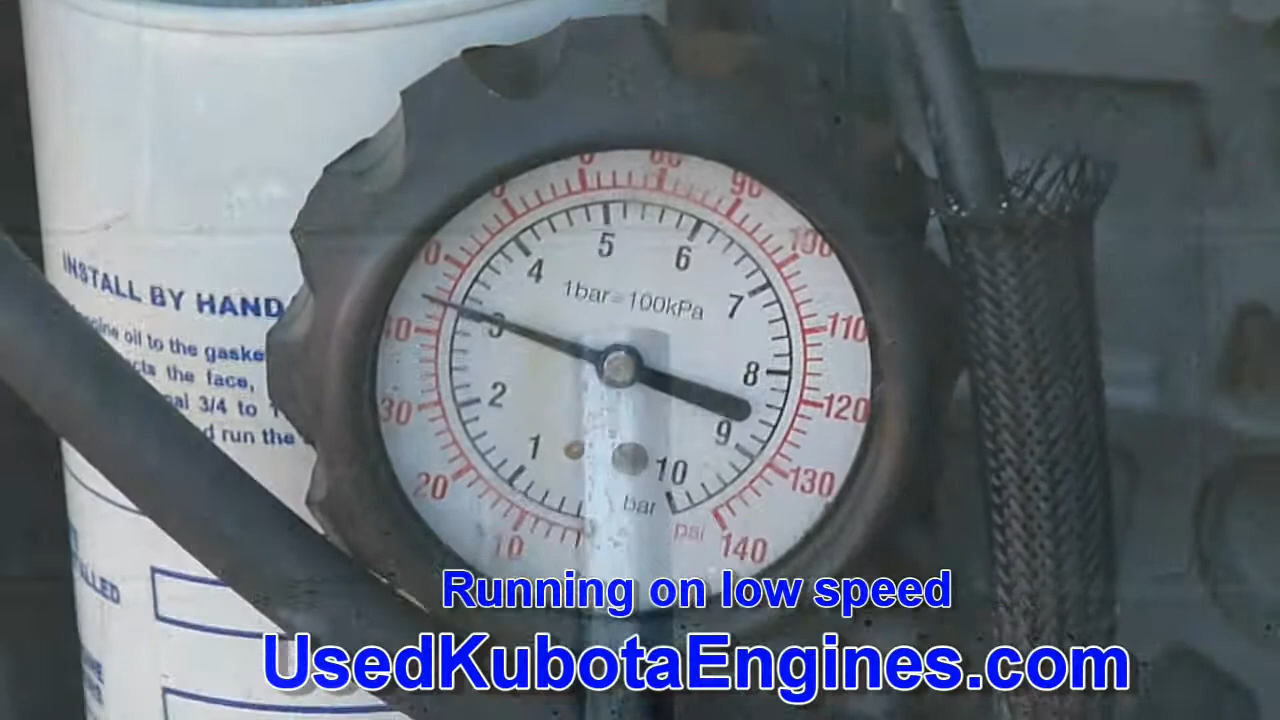 INSTALL BY HAND
oil to the gaske
the face,
3/4 to
run the
90
100
110
120
130
140
30
20
10
1
2
3
4
5
6
7
8
9
10
1bar=100kPa
bar
psi
Running on low speed
UsedKubotaEngines.com